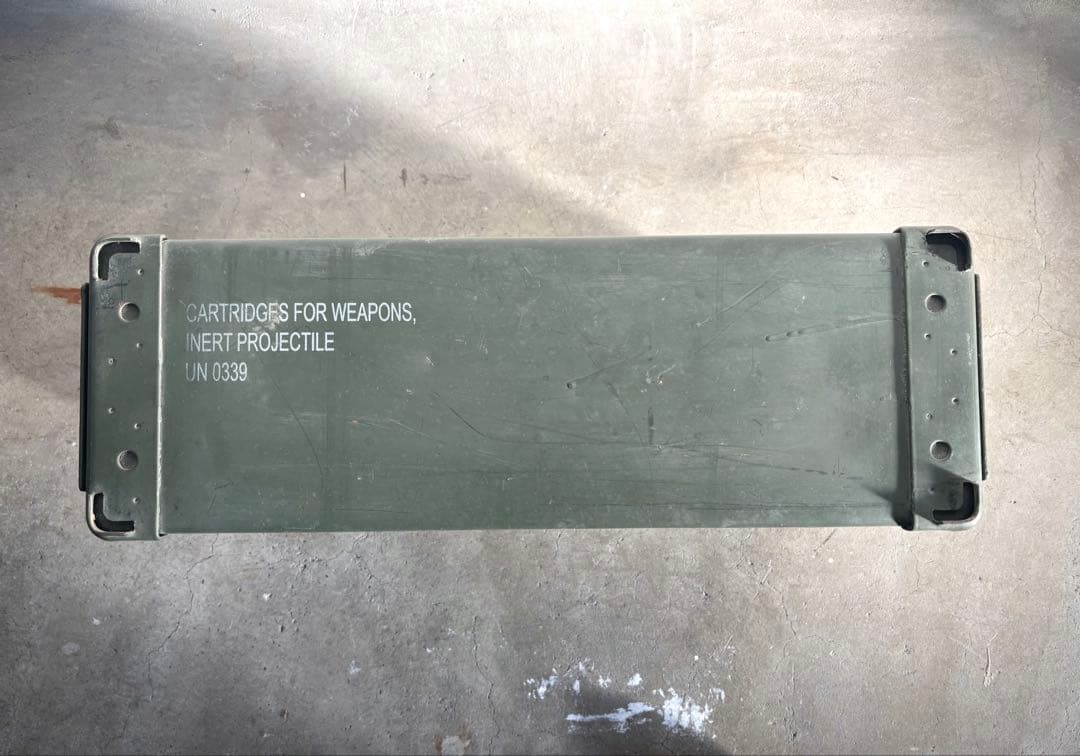 CARTRIDGES FOR WEAPONS,
INERT PROJECTILE
UN 0339